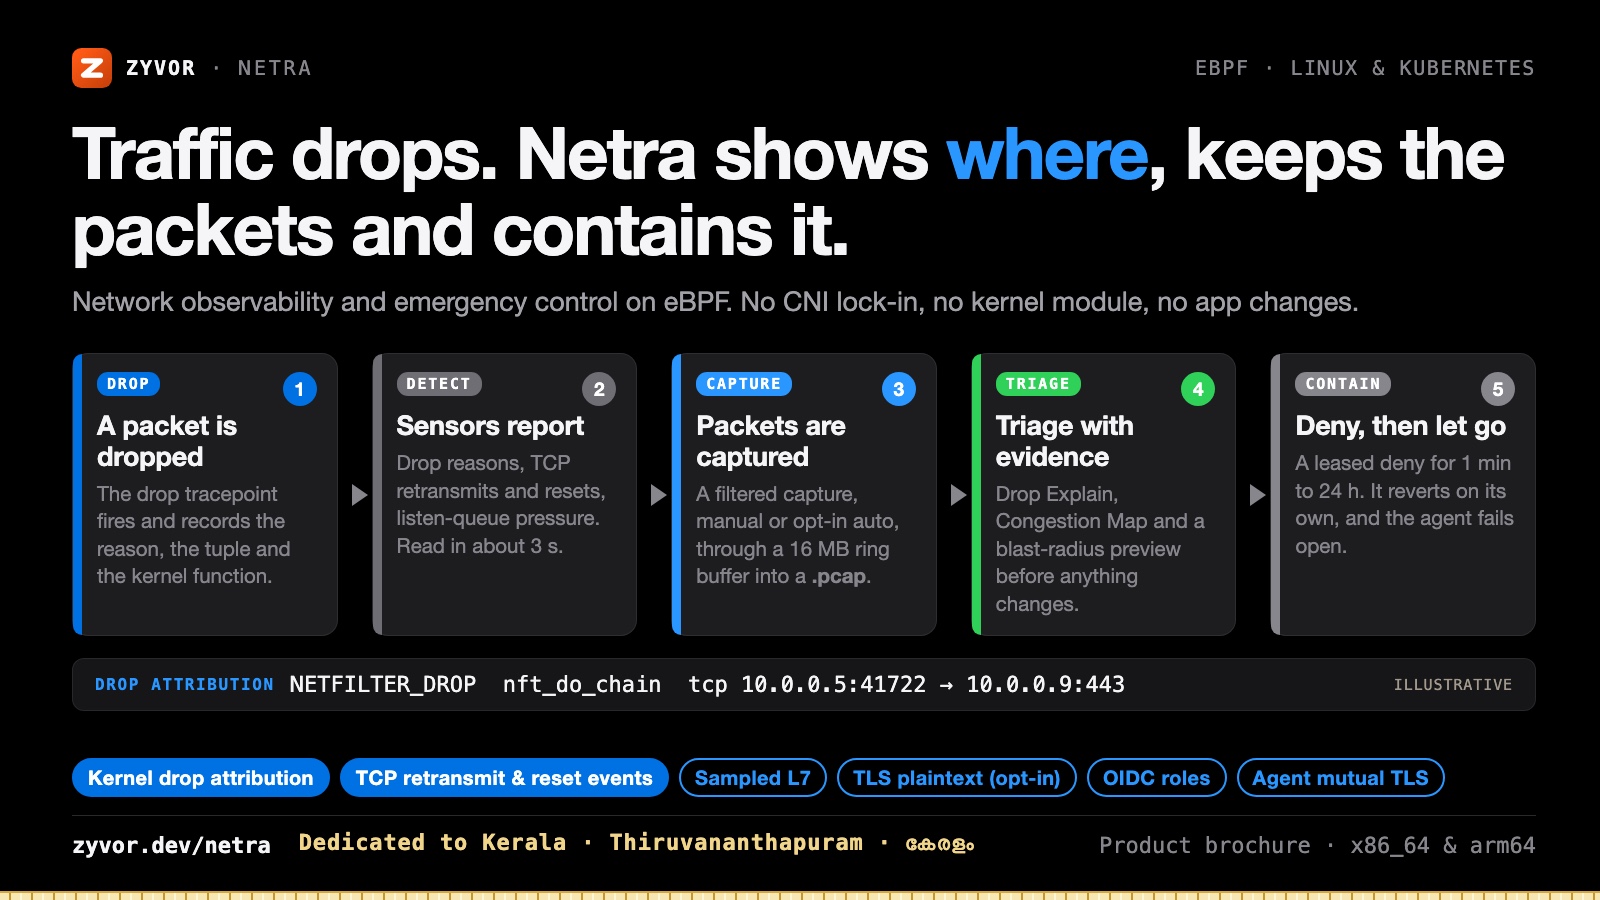 Z ZYVOR · NETRA
EBPF · LINUX & KUBERNETES
Traffic drops. Netra shows where, keeps the
packets and contains it.
Network observability and emergency control on eBPF. No CNI lock-in, no kernel module, no app changes.
DROP 1
A packet is
dropped
The drop tracepoint
fires and records the
reason, the tuple and
the kernel function.
DETECT 2
Sensors report
Drop reasons, TCP
retransmits and resets,
listen-queue pressure.
Read in about 3 s.
CAPTURE 3
Packets are
captured
A filtered capture,
manual or opt-in auto,
through a 16 MB ring
buffer into a .pcap.
TRIAGE 4
Triage with
evidence
Drop Explain,
Congestion Map and a
blast-radius preview
before anything
changes.
CONTAIN 5
Deny, then let go
A leased deny for 1 min
to 24 h. It reverts on its
own, and the agent fails
open.
DROP ATTRIBUTION NETFILTER_DROP nft_do_chain tcp 10.0.0.5:41722 → 10.0.0.9:443 ILLUSTRATIVE
Kernel drop attribution TCP retransmit & reset events Sampled L7 TLS plaintext (opt-in) OIDC roles Agent mutual TLS
zyvor.dev/netra Dedicated to Kerala · Thiruvananthapuram · കേരളം Product brochure · x86_64 & arm64